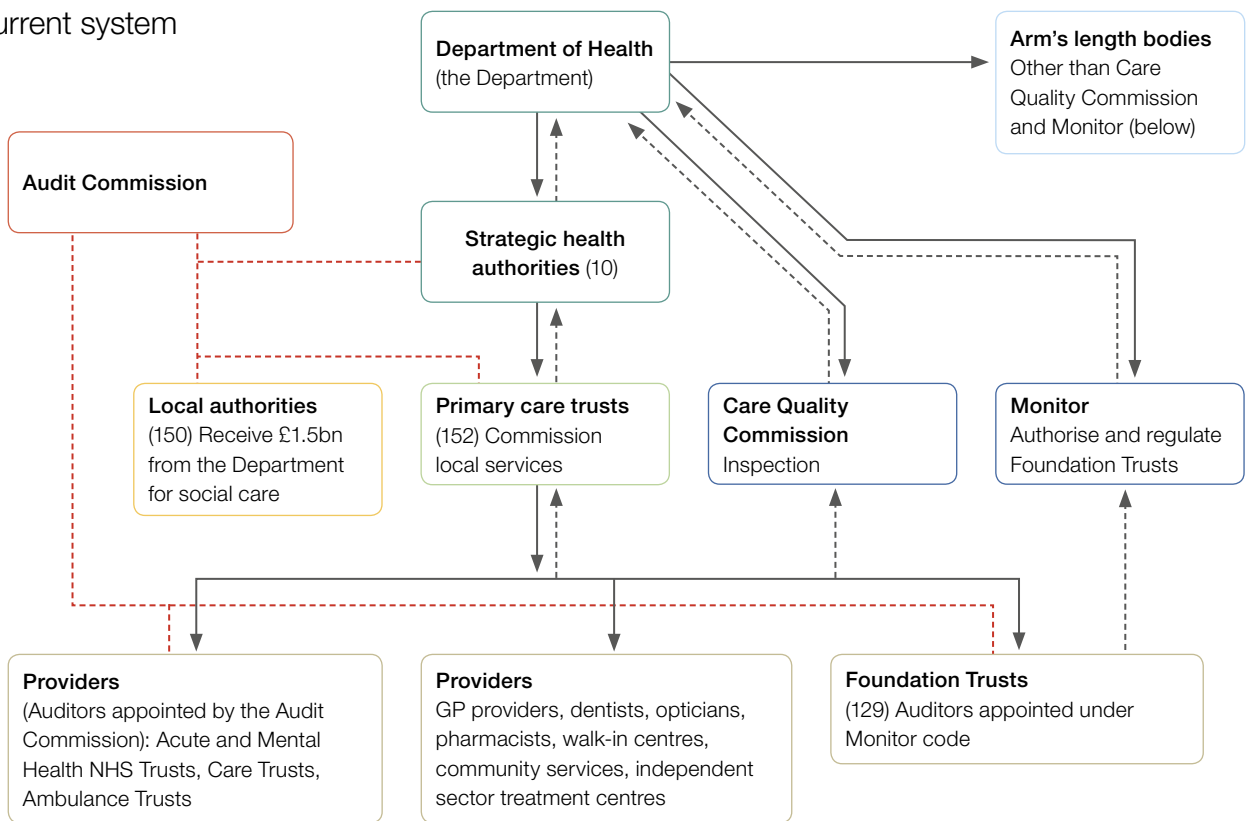 urrent system
Department of Health
(the Department)
Arm's length bodies
Other than Care
Quality Commission
and Monitor (below)
Audit Commission
Strategic health
authorities (10)
Local authorities
(150) Receive £1.5bn
from the Department
for social care
Primary care trusts
(152) Commission
local services
Care Quality
Commission
Inspection
Monitor
Authorise and regulate
Foundation Trusts
Providers
(Auditors appointed by the Audit
Commission): Acute and Mental
Health NHS Trusts, Care Trusts,
Ambulance Trusts
Providers
GP providers, dentists, opticians,
pharmacists, walk-in centres,
community services, independent
sector treatment centres
Foundation Trusts
(129) Auditors appointed under
Monitor code